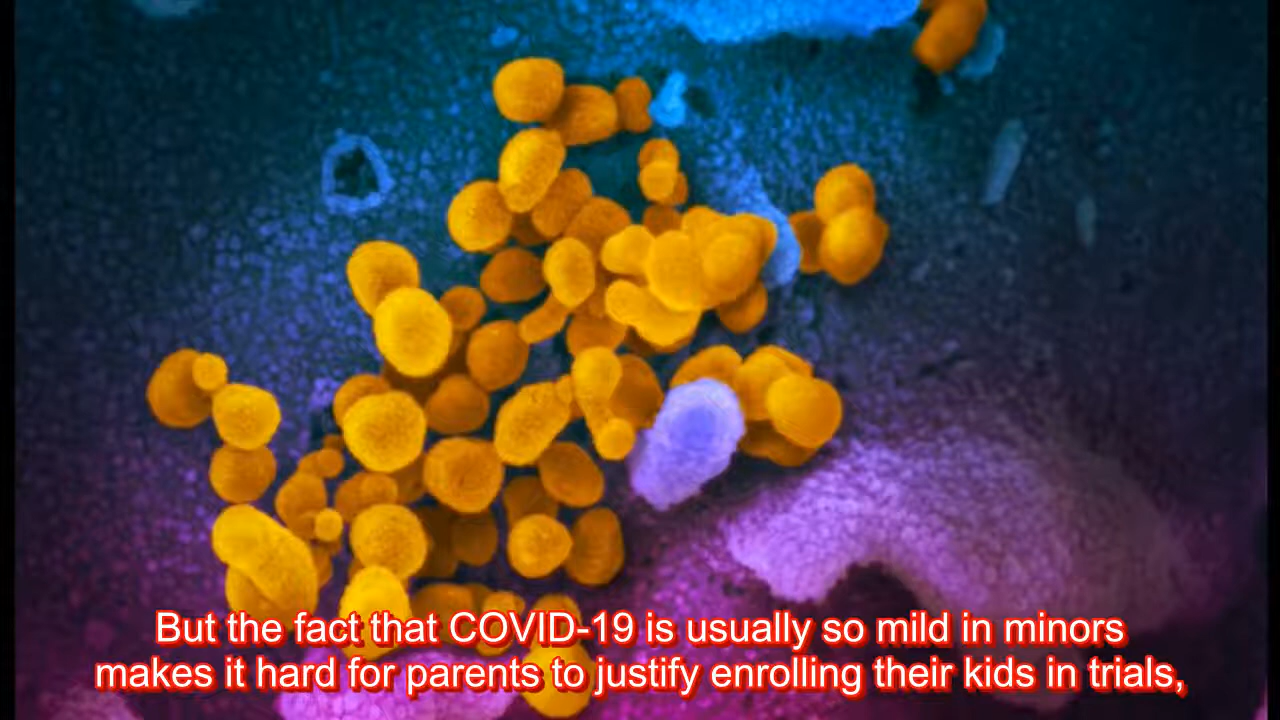 But the fact that COVID-19 is usually so mild in minors
makes it hard for parents to justify enrolling their kids in trials,